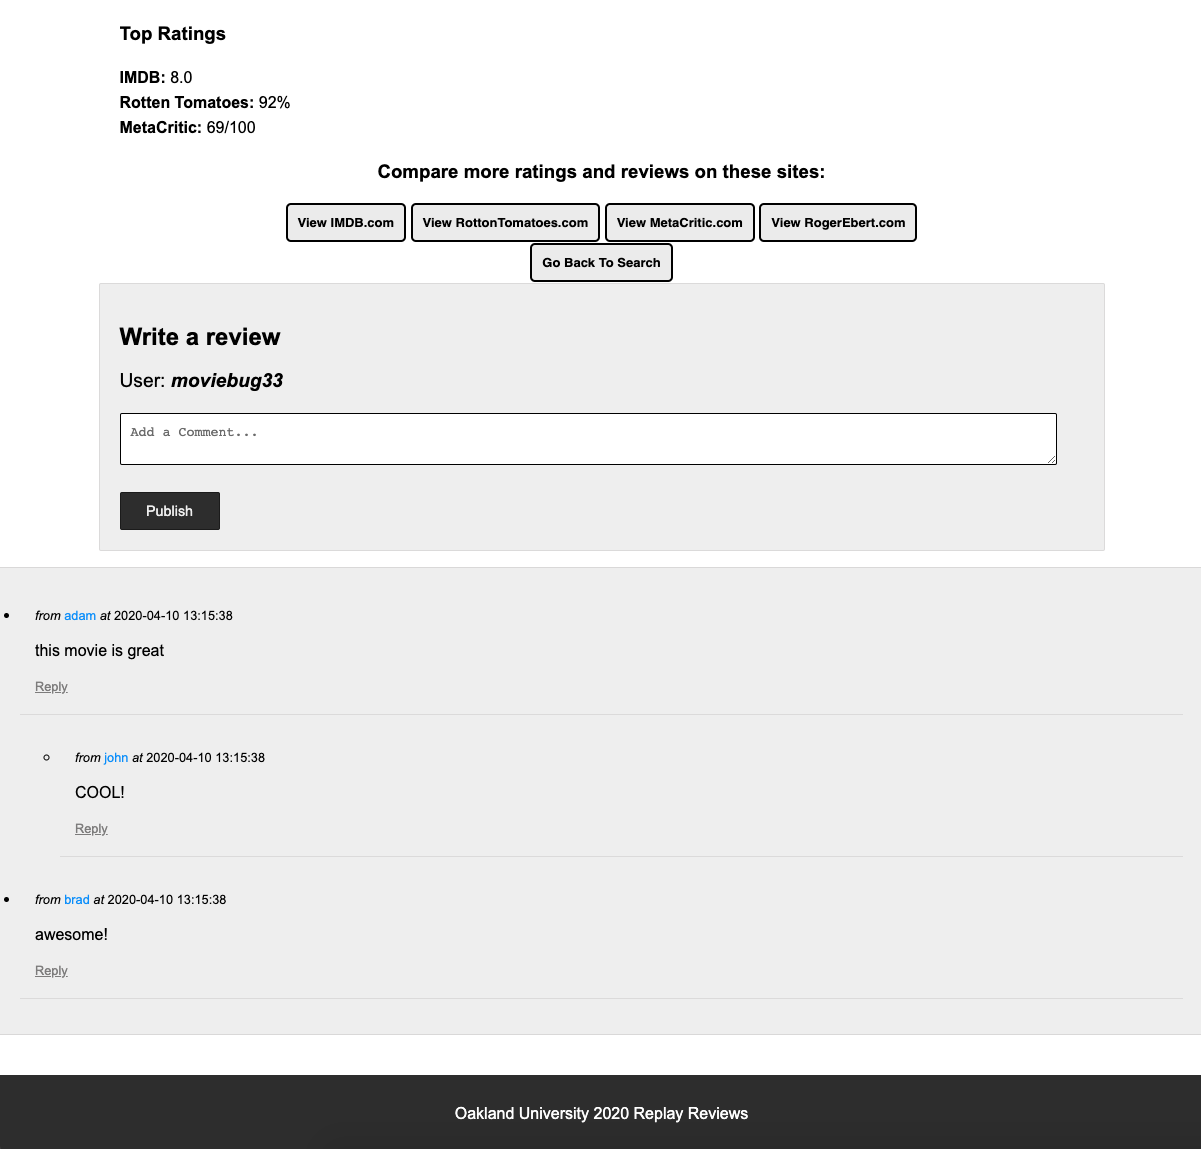 Top Ratings
IMDB: 8.0
Rotten Tomatoes: 92%
MetaCritic: 69/100
Compare more ratings and reviews on these sites:
View IMDB.com View RottonTomatoes.com View MetaCritic.com View RogerEbert.com
Go Back To Search
Write a review
User: moviebug33
Add a Comment...
Publish
from adam at 2020-04-10 13:15:38
this movie is great
Reply
from john at 2020-04-10 13:15:38
COOL!
Reply
from brad at 2020-04-10 13:15:38
awesome!
Reply
Oakland University 2020 Replay Reviews